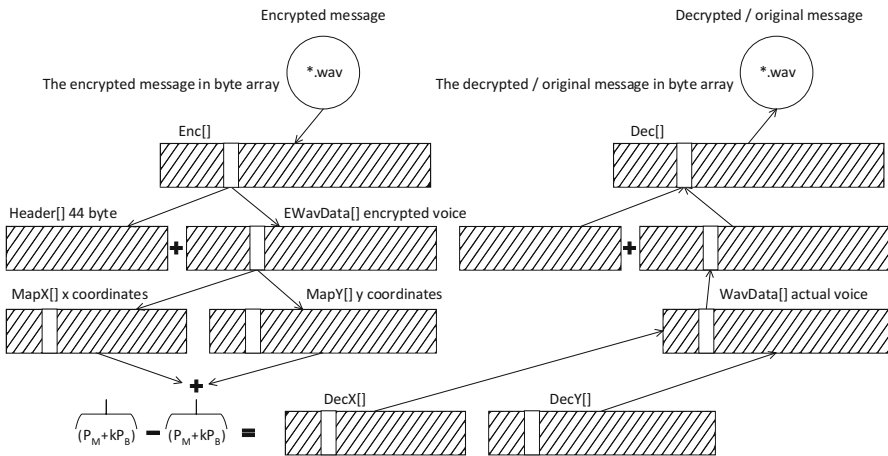 Encrypted message
Decrypted / original message
*.wav
*.wav
The encrypted message in byte array
The decrypted / original message in byte array
Enc[]
Dec[]
Header[] 44 byte
EWavData[] encrypted voice
+
+
MapX[] x coordinates
MapY[] y coordinates
WavData[] actual voice
+
DecX[]
DecY[]
(P_M+kP_B) − (P_M+kP_B) =